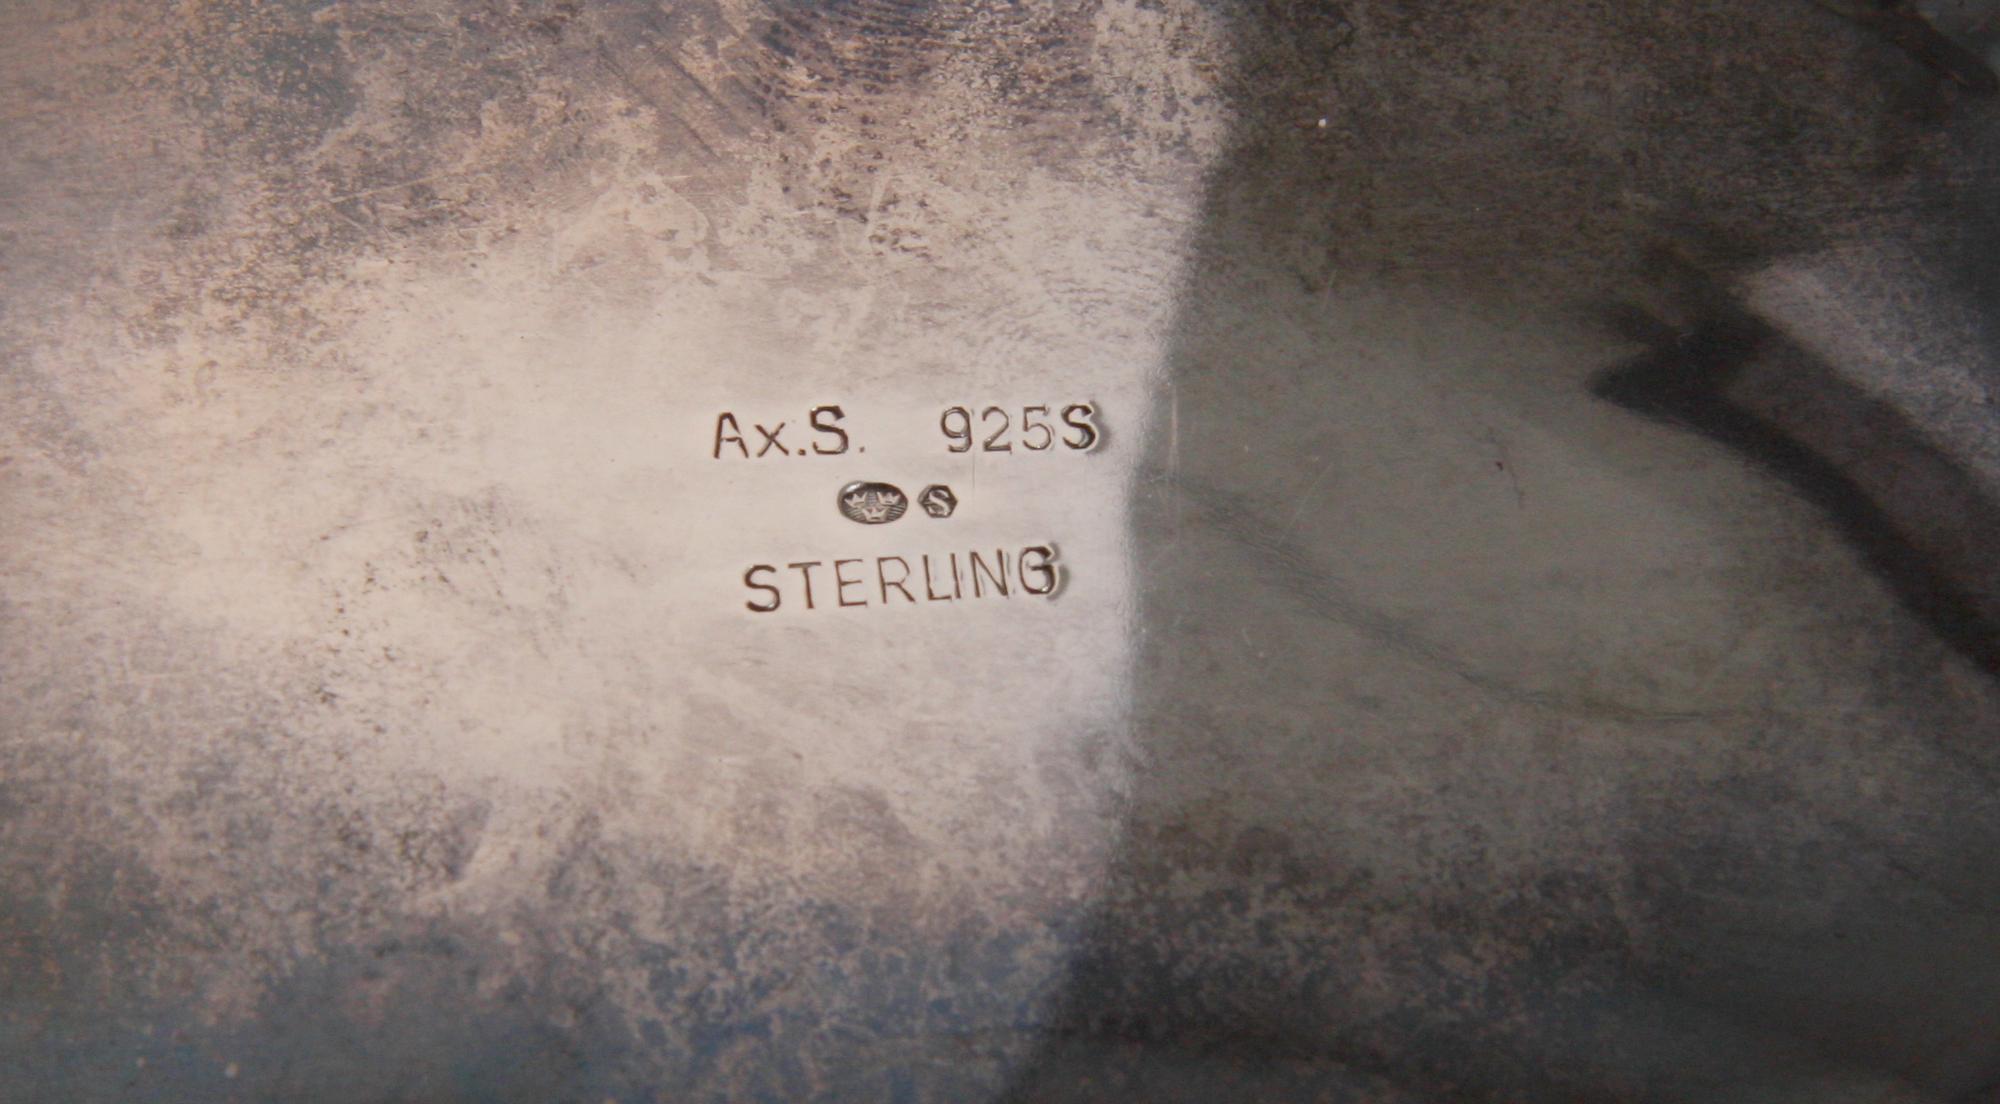 Ax.S. 925S
S
STERLING